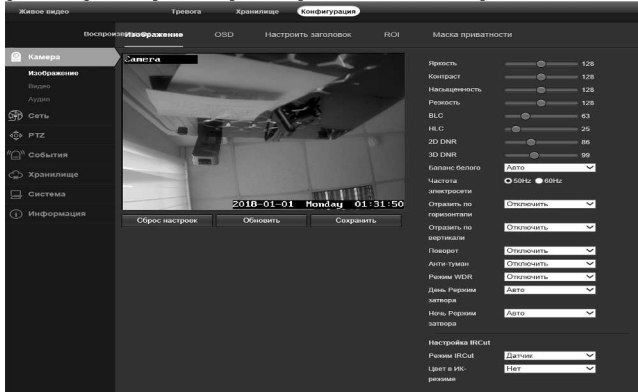 Живое видео Тревога Хранилище Конфигурация
Воспроизв Изображение OSD Настроить заголовок ROI Маска приватности
Камера
Изображение
Видео
Аудио
Сеть
PTZ
События
Хранилище
Система
Информация
Camera
2018-01-01 Monday 01:31:50
Сброс настроек Обновить Сохранить
Яркость 128
Контраст 128
Насыщенность 128
Резкость 128
BLC 63
HLC 25
2D DNR 86
3D DNR 99
Баланс белого Авто
Частота электросети 50Hz 60Hz
Отразить по горизонтали Отключить
Отразить по вертикали Отключить
Поворот Отключить
Анти-туман Отключить
Режим WDR Отключить
День Рержим затвора Авто
Ночь Рержим затвора Авто
Настройка IRCut
Режим IRCut Датчик
Цвет в ИК-режиме Нет